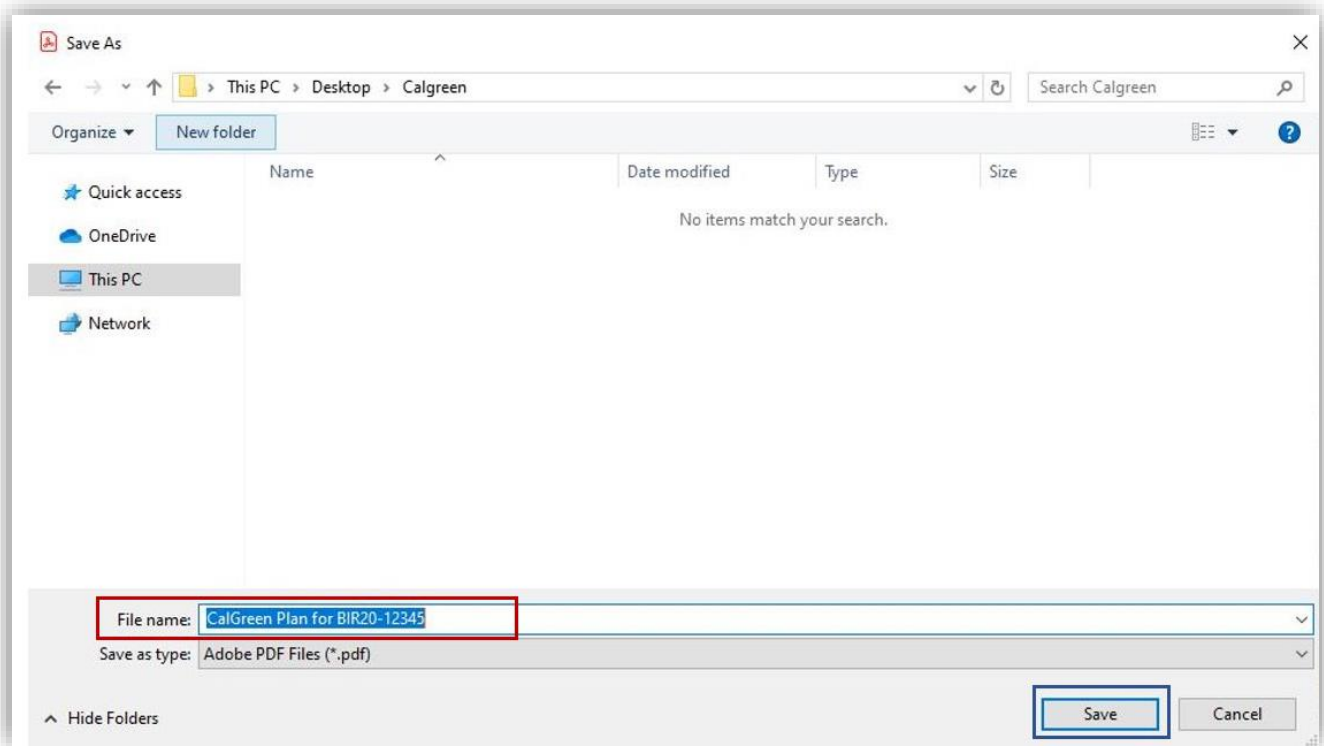 Save As
This PC > Desktop > Calgreen
Search Calgreen
Organize
New folder
Name
Date modified
Type
Size
Quick access
No items match your search.
OneDrive
This PC
Network
File name: CalGreen Plan for BIR20-12345
Save as type: Adobe PDF Files (*.pdf)
Hide Folders
Save
Cancel